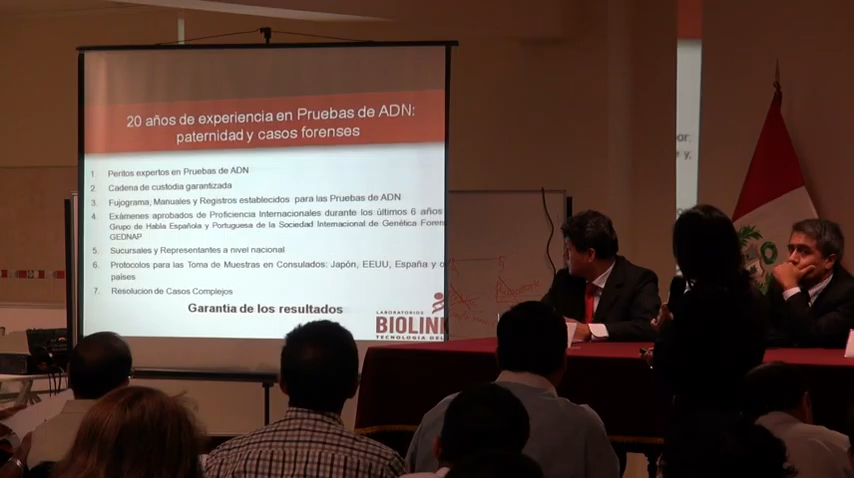 20 años de experiencia en Pruebas de ADN:
paternidad y casos forenses
1. Peritos expertos en Pruebas de ADN
2. Cadena de custodia garantizada
3. Flujograma, Manuales y Registros establecidos para las Pruebas de ADN
4. Exámenes aprobados de Proficiencia Internacionales durante los últimos 6 años
Grupo de Habla Española y Portuguesa de la Sociedad Internacional de Genética Foren
GEDNAP
5. Sucursales y Representantes a nivel nacional
6. Protocolos para las Toma de Muestras en Consulados: Japón, EEUU, España y o
países
7. Resolucion de Casos Complejos
Garantia de los resultados
LABORATORIOS
BIOLIN
TECNOLOGIA DEL